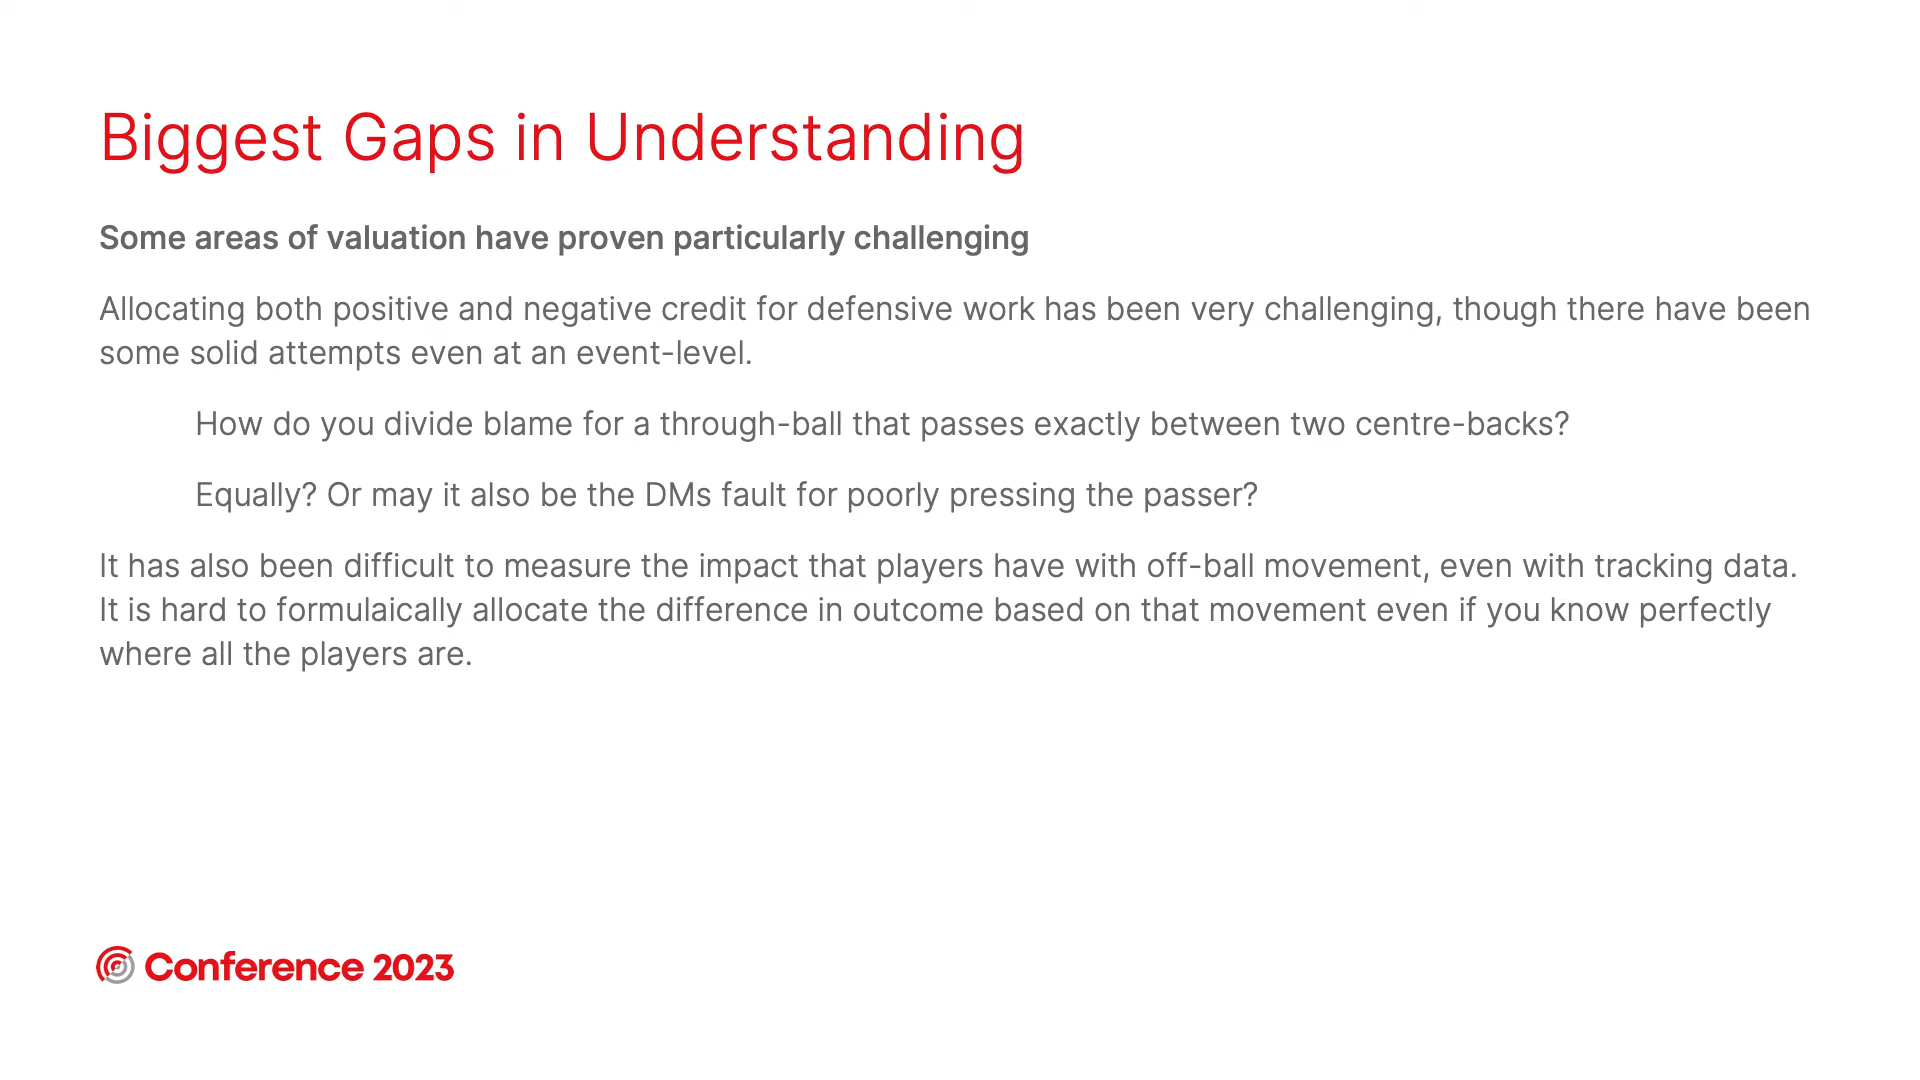 Biggest Gaps in Understanding
Some areas of valuation have proven particularly challenging
Allocating both positive and negative credit for defensive work has been very challenging, though there have been
some solid attempts even at an event-level.
How do you divide blame for a through-ball that passes exactly between two centre-backs?
Equally? Or may it also be the DMs fault for poorly pressing the passer?
It has also been difficult to measure the impact that players have with off-ball movement, even with tracking data.
It is hard to formulaically allocate the difference in outcome based on that movement even if you know perfectly
where all the players are.
Conference 2023